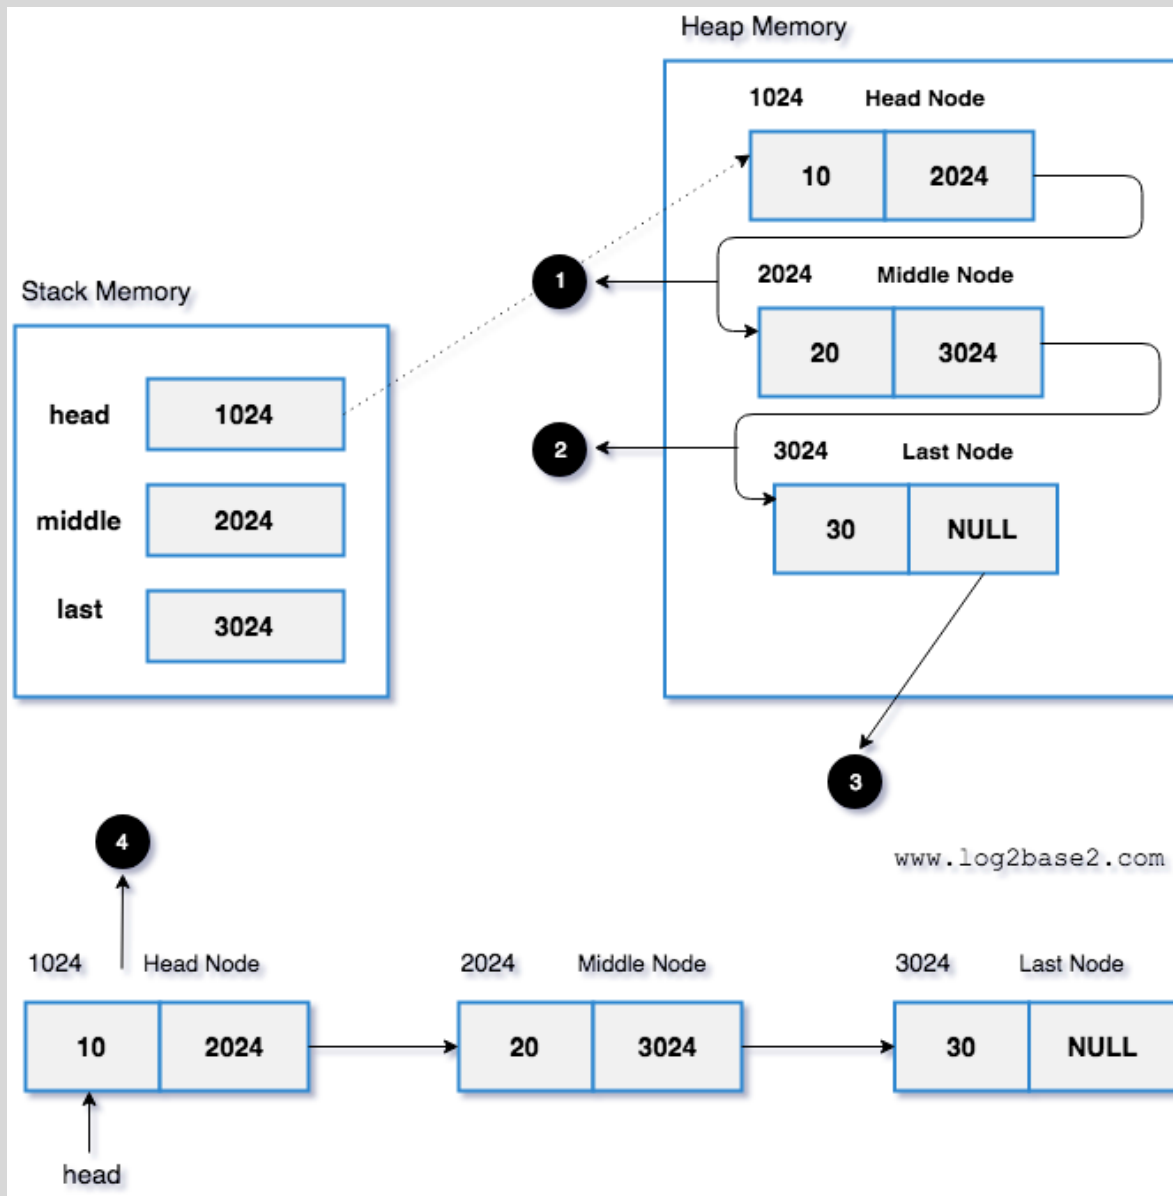 Heap Memory
1024 Head Node
10 2024
1
2024 Middle Node
Stack Memory
20 3024
head 1024
2
3024 Last Node
middle 2024
30 NULL
last
3024
3
4
www.log2base2.com
1024 Head Node 2024 Middle Node 3024 Last Node
10 2024 20 3024 30 NULL
head